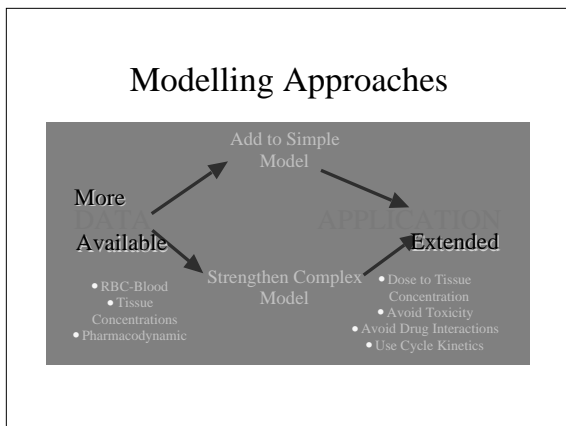 Modelling Approaches
Add to Simple
Model
More
DATA
Available
APPLICATION
Extended
Strengthen Complex
Model
• RBC-Blood
• Tissue
Concentrations
• Pharmacodynamic
• Dose to Tissue
Concentration
• Avoid Toxicity
• Avoid Drug Interactions
• Use Cycle Kinetics